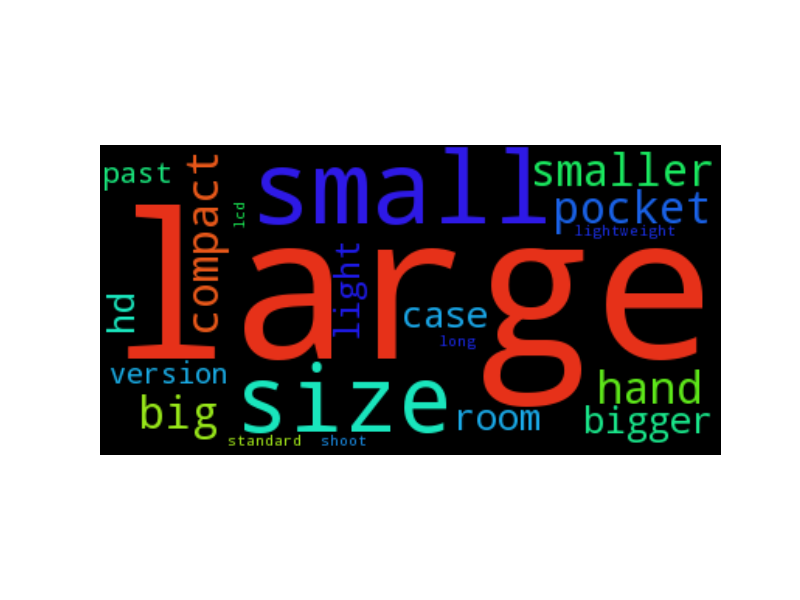 past
compact
lcd
small
smaller
pocket
lightweight
large
hd
light
case
long
version
size
hand
big
room
bigger
standard
shoot